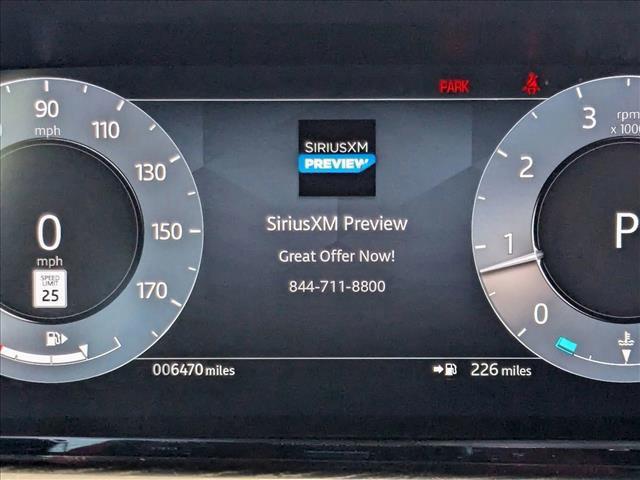 PARK
90
mph
110
130
150
170
0
mph
SPEED
LIMIT
25
SIRIUSXM
PREVIEW
SiriusXM Preview
Great Offer Now!
844-711-8800
006470 miles
226 miles
3
rpm
x 1000
2
1
0
P